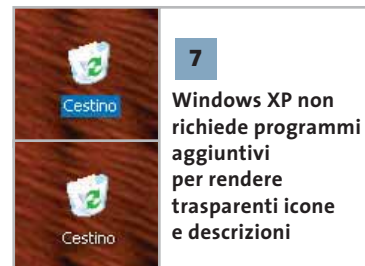 Cestino
Cestino
7
Windows XP non
richiede programmi
aggiuntivi
per rendere
trasparenti icone
e descrizioni